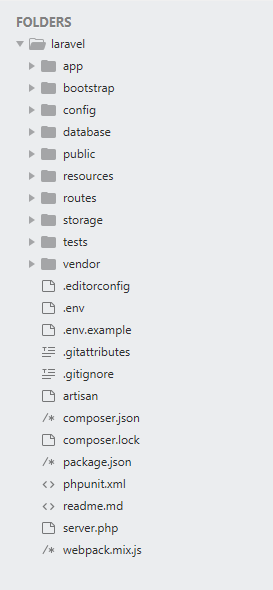 FOLDERS
laravel
app
bootstrap
config
database
public
resources
routes
storage
tests
vendor
.editorconfig
.env
.env.example
.gitattributes
.gitignore
artisan
/* composer.json
composer.lock
/* package.json
<> phpunit.xml
<> readme.md
server.php
/* webpack.mix.js